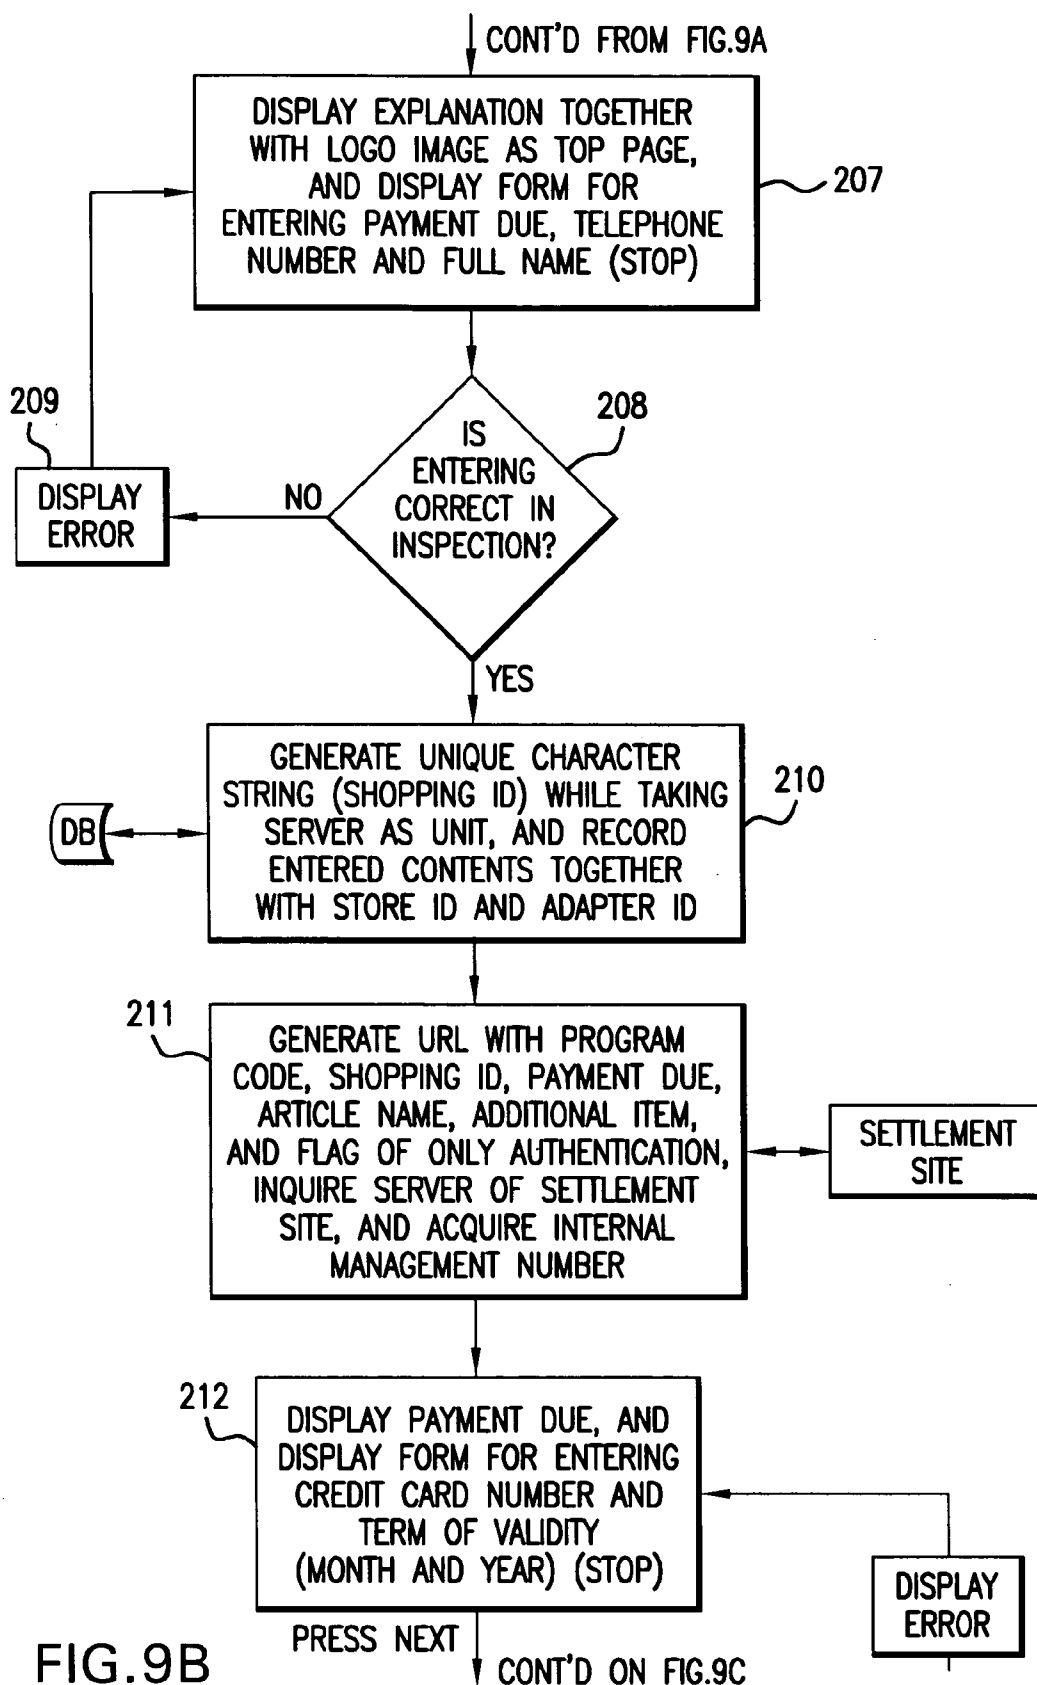 CONT'D FROM FIG.9A
DISPLAY EXPLANATION TOGETHER
WITH LOGO IMAGE AS TOP PAGE,
AND DISPLAY FORM FOR
ENTERING PAYMENT DUE, TELEPHONE
NUMBER AND FULL NAME (STOP)
207
209
208
IS
ENTERING
CORRECT IN
INSPECTION?
NO
DISPLAY
ERROR
YES
GENERATE UNIQUE CHARACTER
STRING (SHOPPING ID) WHILE TAKING
SERVER AS UNIT, AND RECORD
ENTERED CONTENTS TOGETHER
WITH STORE ID AND ADAPTER ID
210
DB
211
GENERATE URL WITH PROGRAM
CODE, SHOPPING ID, PAYMENT DUE,
ARTICLE NAME, ADDITIONAL ITEM,
AND FLAG OF ONLY AUTHENTICATION,
INQUIRE SERVER OF SETTLEMENT
SITE, AND ACQUIRE INTERNAL
MANAGEMENT NUMBER
SETTLEMENT
SITE
212
DISPLAY PAYMENT DUE, AND
DISPLAY FORM FOR ENTERING
CREDIT CARD NUMBER AND
TERM OF VALIDITY
(MONTH AND YEAR) (STOP)
DISPLAY
ERROR
PRESS NEXT
CONT'D ON FIG.9C
FIG.9B